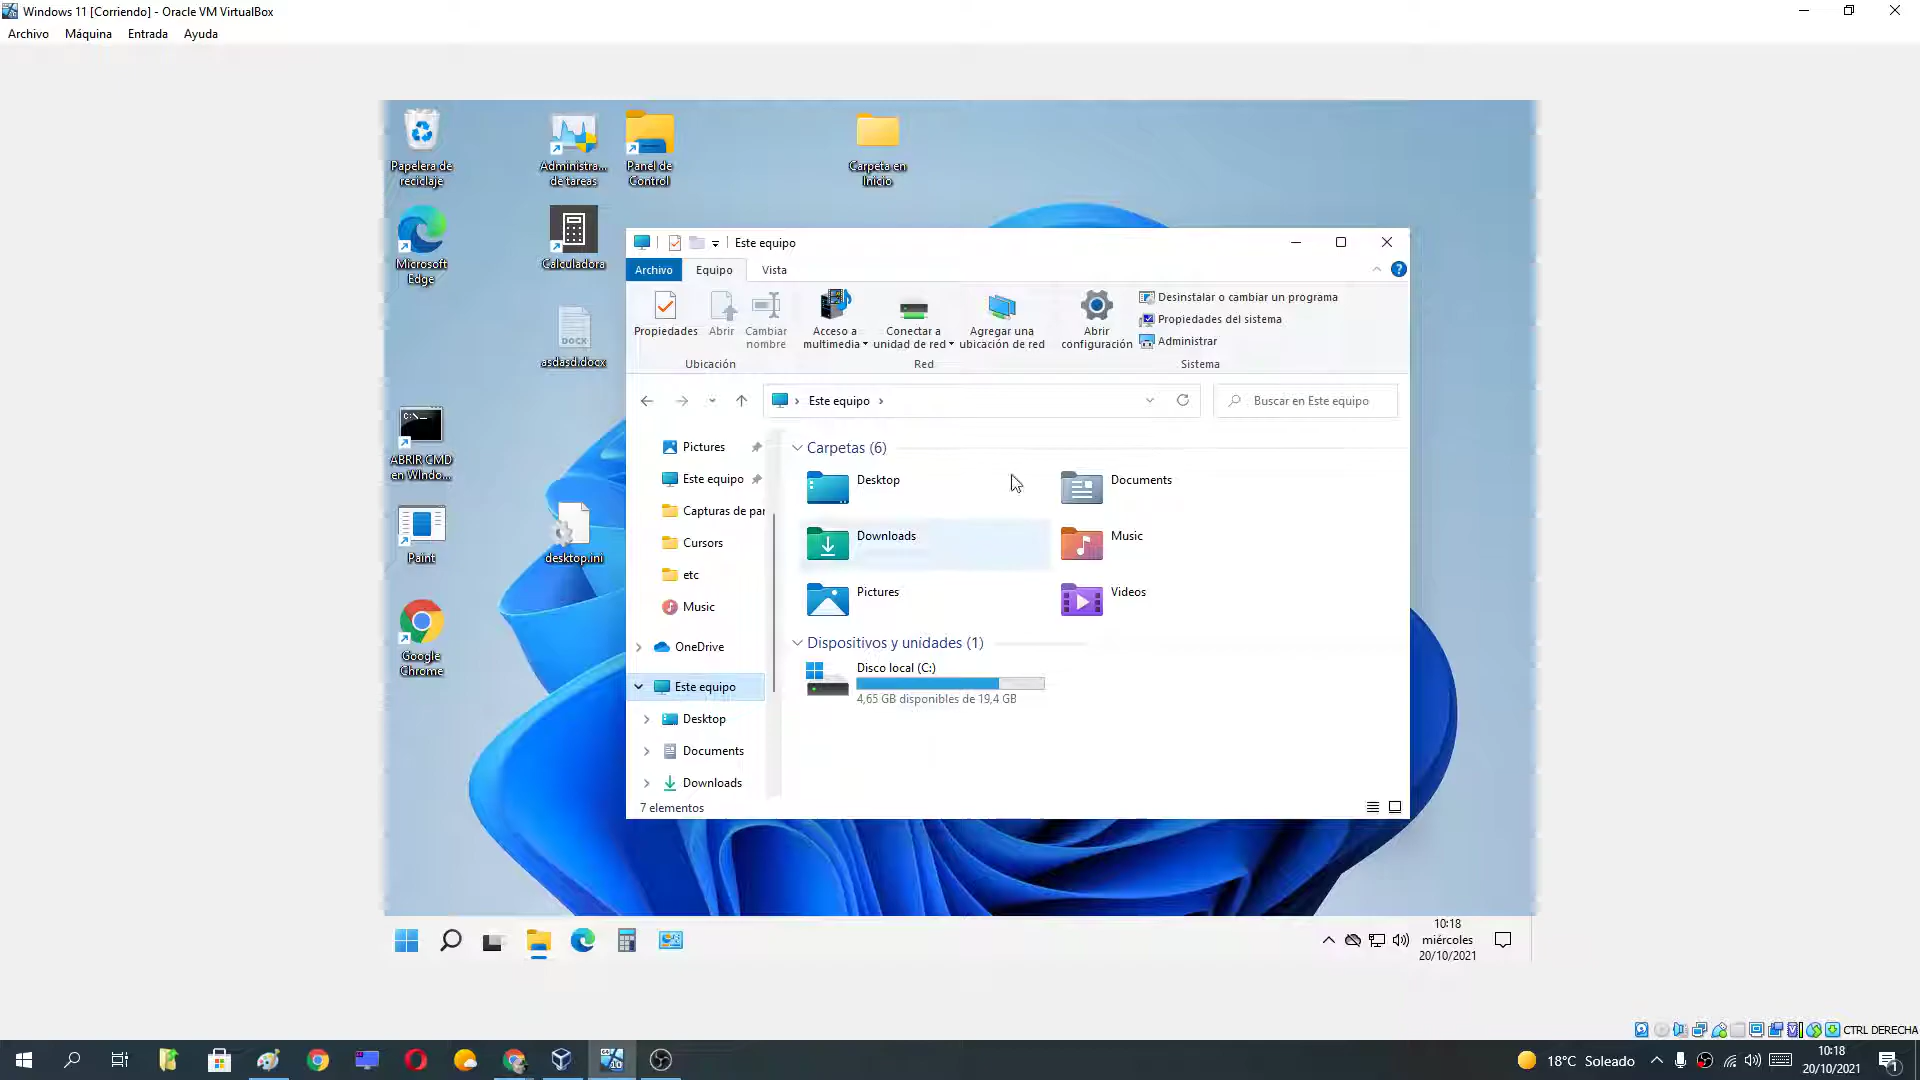 Windows 11 [Corriendo] - Oracle VM VirtualBox
Archivo Máquina Entrada Ayuda
Papelera de
reciclaje
Administra...
de tareas
Panel de
Control
Carpeta en
Inicio
Microsoft
Edge
Calculadora
DOCX
asdasd.docx
C:\>_
ABRIR CMD
en WIndo...
Paint
desktop.ini
Google
Chrome
Este equipo
Archivo Equipo Vista
Propiedades
Abrir
Cambiar
nombre
Ubicación
Acceso a
multimedia
Conectar a
unidad de red
Agregar una
ubicación de red
Red
Abrir
configuración
Desinstalar o cambiar un programa
Propiedades del sistema
Administrar
Sistema
Este equipo
Buscar en Este equipo
Pictures
Este equipo
Capturas de par
Cursors
etc
Music
OneDrive
Este equipo
Desktop
Documents
Downloads
Carpetas (6)
Desktop
Documents
Downloads
Music
Pictures
Videos
Dispositivos y unidades (1)
Disco local (C:)
4,65 GB disponibles de 19,4 GB
7 elementos
10:18
miércoles
20/10/2021
CTRL DERECHA
18°C Soleado
10:18
20/10/2021
1